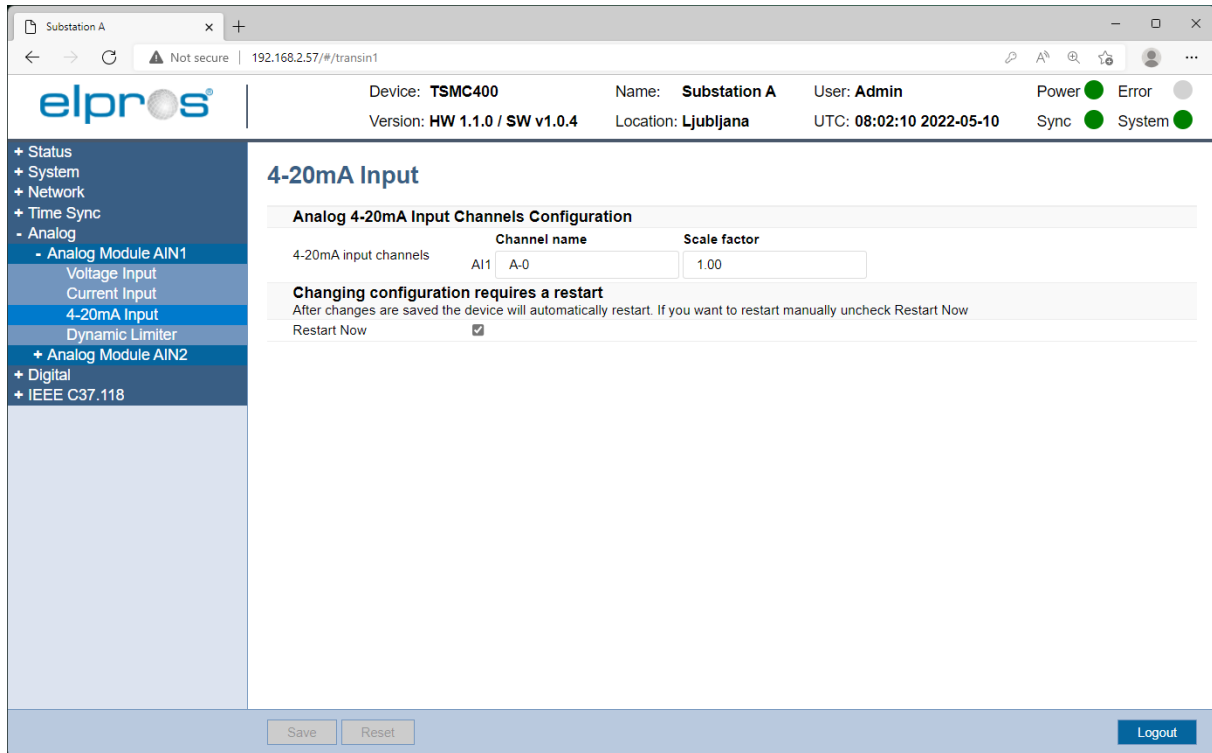 Substation A
Not secure 192.168.2.57/#/transin1
elpros
Device: TSMC400 Name: Substation A User: Admin Power Error
Version: HW 1.1.0 / SW v1.0.4 Location: Ljubljana UTC: 08:02:10 2022-05-10 Sync System
+ Status
+ System
+ Network
+ Time Sync
- Analog
- Analog Module AIN1
Voltage Input
Current Input
4-20mA Input
Dynamic Limiter
+ Analog Module AIN2
+ Digital
+ IEEE C37.118
4-20mA Input
Analog 4-20mA Input Channels Configuration
Channel name Scale factor
4-20mA input channels
AI1 A-0 1.00
Changing configuration requires a restart
After changes are saved the device will automatically restart. If you want to restart manually uncheck Restart Now
Restart Now
Save Reset Logout